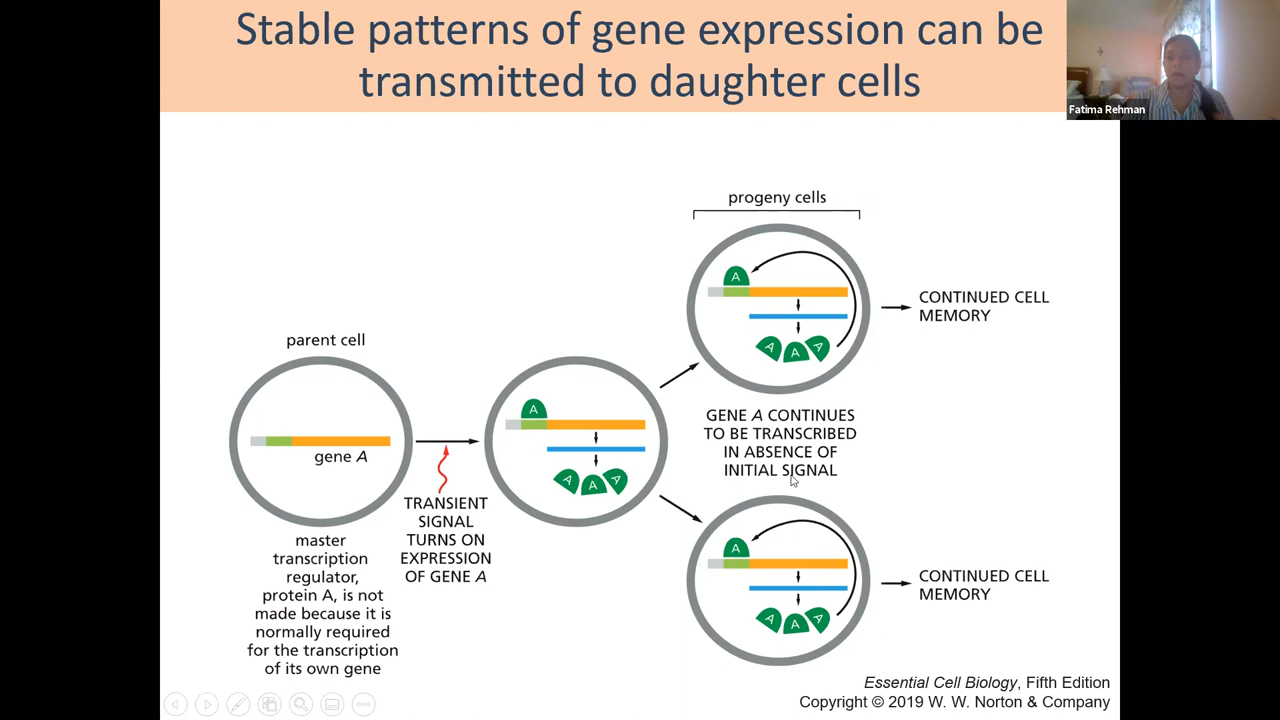 Stable patterns of gene expression can be
transmitted to daughter cells
Fatima Rehman
progeny cells
A
A A A
CONTINUED CELL
MEMORY
parent cell
gene A
TRANSIENT
SIGNAL
TURNS ON
EXPRESSION
OF GENE A
A
A A A
GENE A CONTINUES
TO BE TRANSCRIBED
IN ABSENCE OF
INITIAL SIGNAL
master
transcription
regulator,
protein A, is not
made because it is
normally required
for the transcription
of its own gene
A
A A A
CONTINUED CELL
MEMORY
Essential Cell Biology, Fifth Edition
Copyright © 2019 W. W. Norton & Company